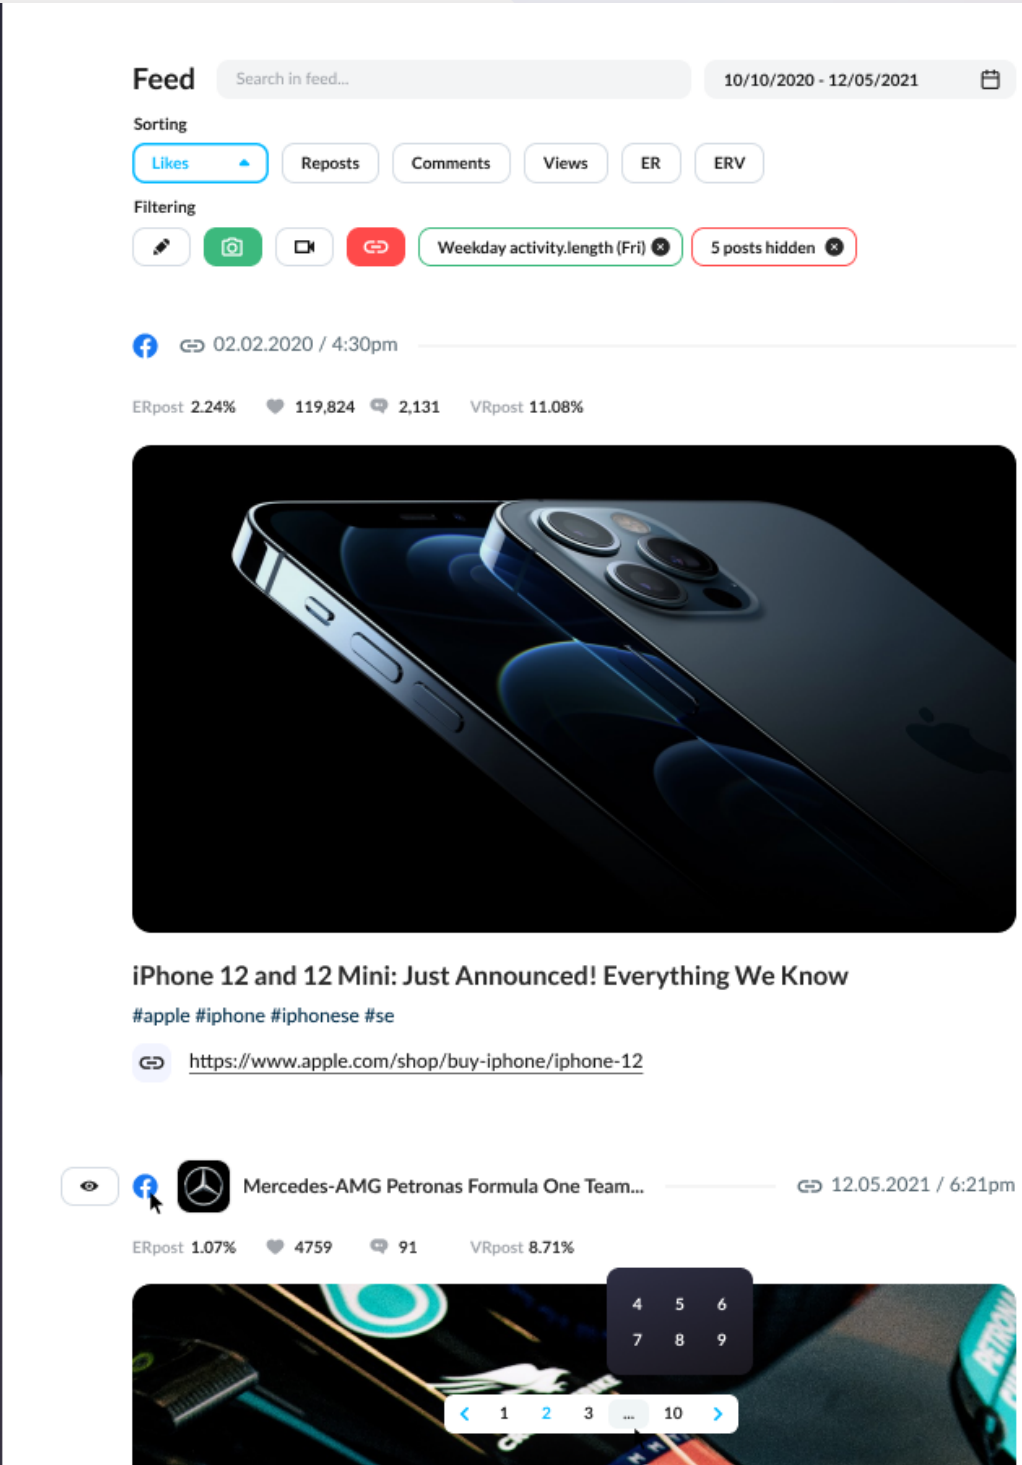 Feed
Search in feed...
10/10/2020 - 12/05/2021
Sorting
Likes
Reposts
Comments
Views
ER
ERV
Filtering
Weekday activity.length (Fri)
5 posts hidden
02.02.2020 / 4:30pm
ERpost 2.24% 119,824 2,131 VRpost 11.08%
iPhone 12 and 12 Mini: Just Announced! Everything We Know
#apple #iphone #iphonese #se
https://www.apple.com/shop/buy-iphone/iphone-12
Mercedes-AMG Petronas Formula One Team...
12.05.2021 / 6:21pm
ERpost 1.07% 4759 91 VRpost 8.71%
4 5 6
7 8 9
1 2 3 ... 10